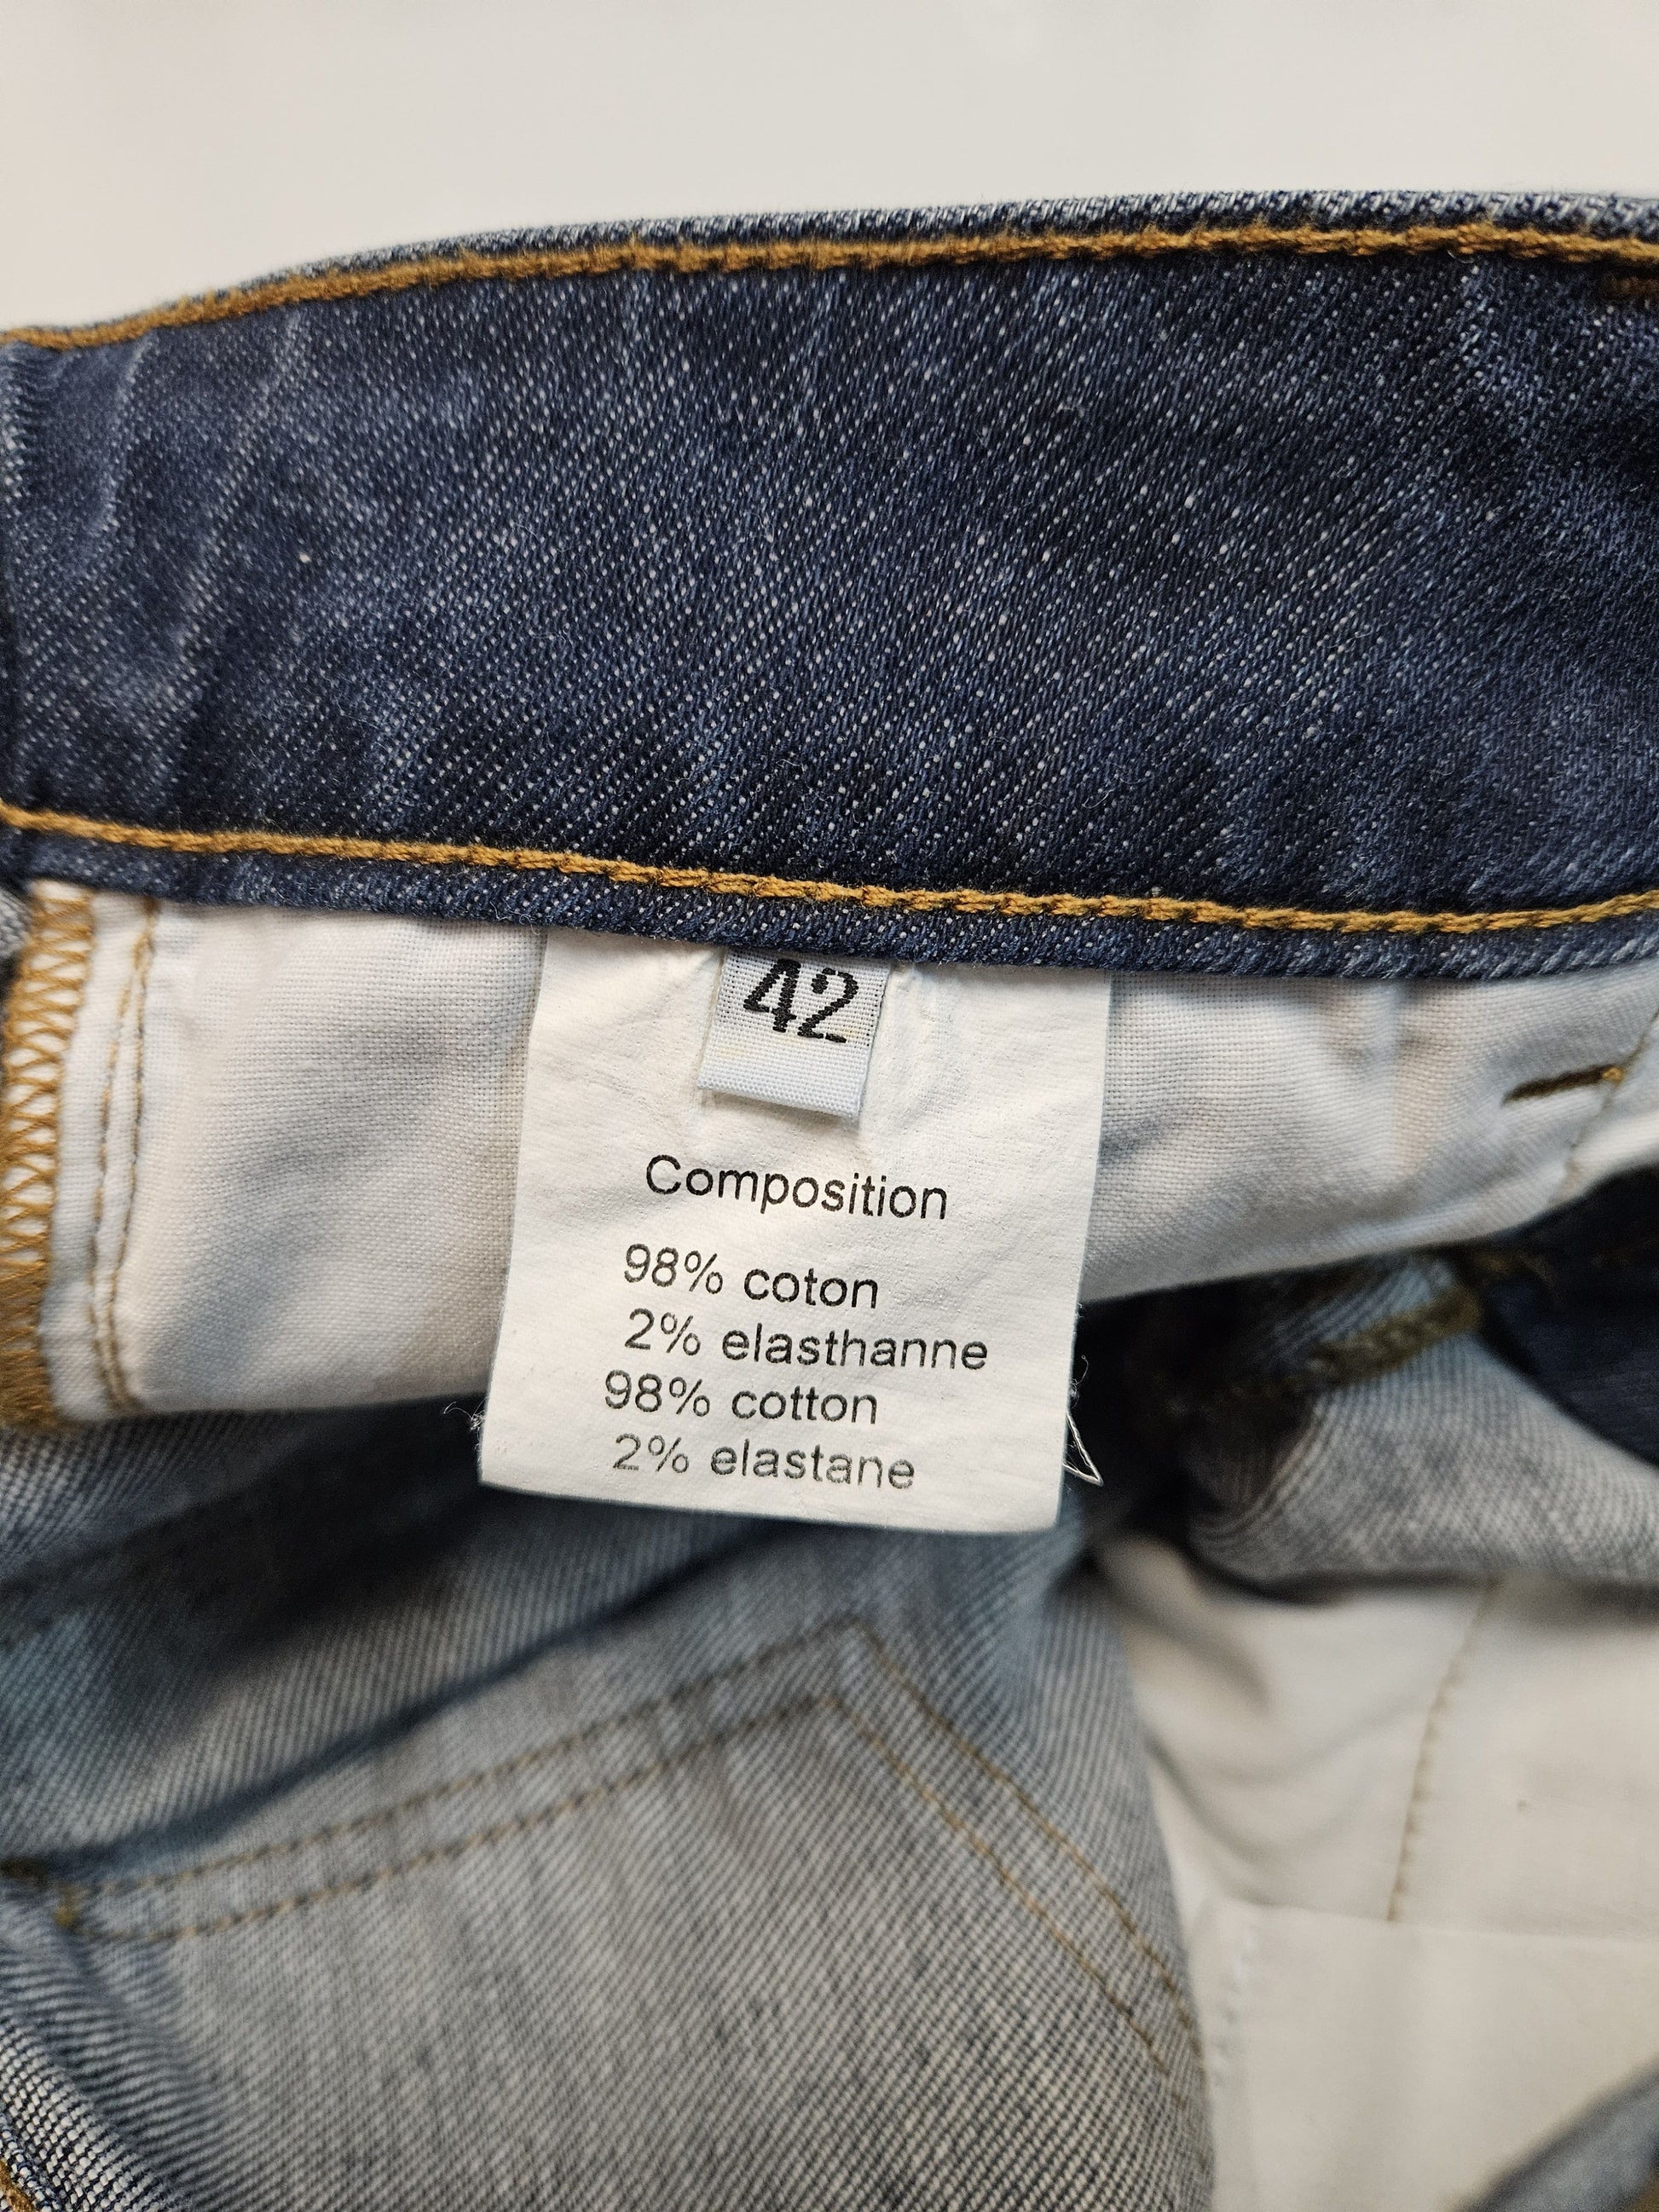 42
Composition
98% coton
2% elasthanne
98% cotton
2% elastane